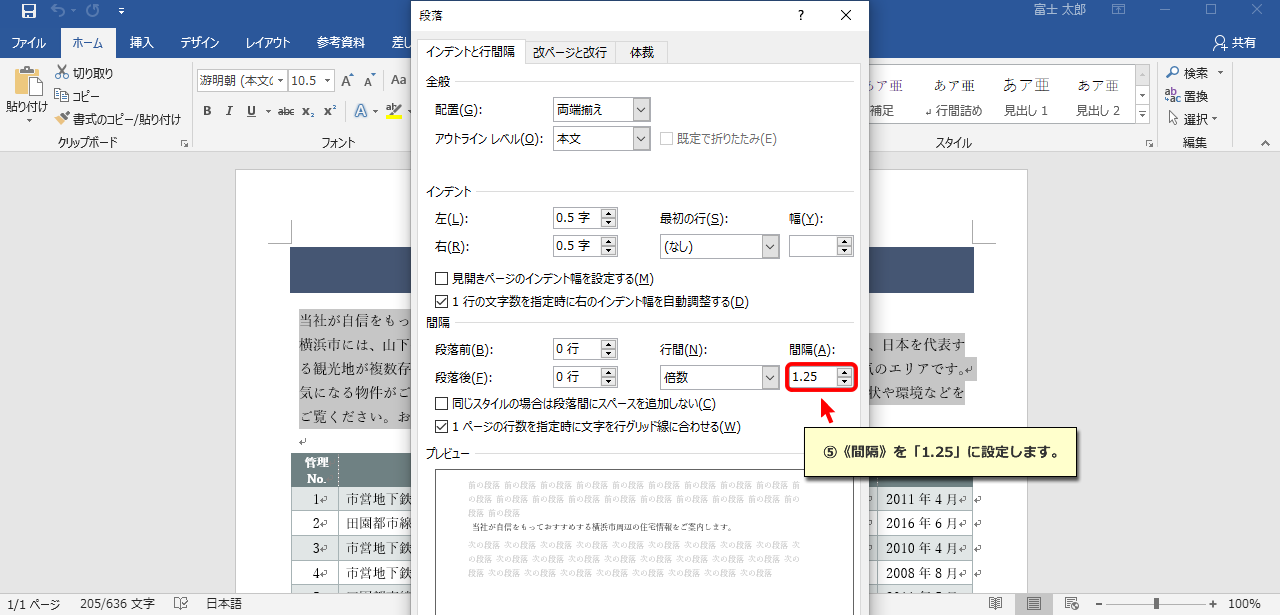 富士 太郎
ファイル ホーム 挿入 デザイン レイアウト 参考資料 差し
共有
切り取り
コピー
貼り付け
書式のコピー/貼り付け
クリップボード
游明朝 (本文の 10.5 A A Aa
B I U abc x₂ x² A ab
フォント
あア亜 あア亜 あア亜 あア亜
補足 ↲ 行間詰め 見出し 1 見出し 2
スタイル
検索
置換
選択
編集
段落 ?
インデントと行間隔 改ページと改行 体裁
全般
配置(G): 両端揃え
アウトライン レベル(O): 本文 既定で折りたたみ(E)
インデント
左(L): 0.5 字 最初の行(S): 幅(Y):
右(R): 0.5 字 (なし)
見開きページのインデント幅を設定する(M)
1 行の文字数を指定時に右のインデント幅を自動調整する(D)
間隔
段落前(B): 0 行 行間(N): 間隔(A):
段落後(F): 0 行 倍数 1.25
同じスタイルの場合は段落間にスペースを追加しない(C)
1 ページの行数を指定時に文字を行グリッド線に合わせる(W)
プレビュー
前の段落 前の段落 前の段落 前の段落 前の段落 前の段落 前の段落 前の段落 前の段落 前の
段落 前の段落 前の段落 前の段落 前の段落 前の段落 前の段落 前の段落 前の段落 前の
段落 前の段落
当社が自信をもっておすすめする横浜市周辺の住宅情報をご案内します。
次の段落 次の段落 次の段落 次の段落 次の段落 次の段落 次の段落 次の段落 次の段落 次
の段落 次の段落 次の段落 次の段落 次の段落 次の段落 次の段落 次の段落 次の段落 次の
段落 次の段落 次の段落 次の段落 次の段落 次の段落 次の段落 次の段落 次の段落
⑤《間隔》を「1.25」に設定します。
当社が自信をもっ
横浜市には、山下 、日本を代表す
る観光地が複数存 気のエリアです。
気になる物件がご 状や環境などを
ご覧ください。お
管理
No.
1 市営地下鉄 2011 年 4 月
2 田園都市線 2016 年 6 月
3 市営地下鉄 2010 年 4 月
4 市営地下鉄 2008 年 8 月
1/1 ページ 205/636 文字 日本語 100%